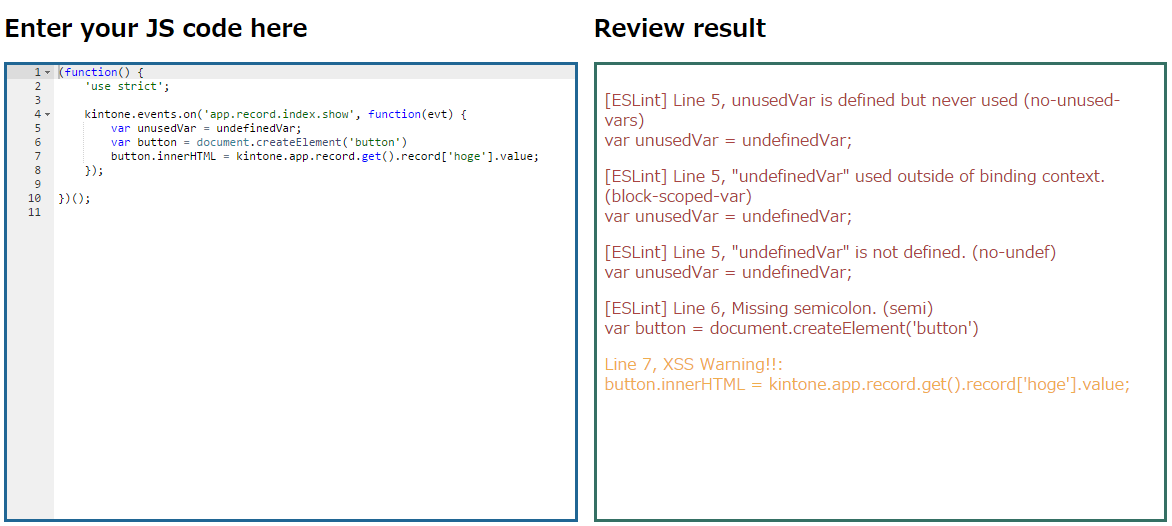 Enter your JS code here
1 (function() {
2 'use strict';
3
4 kintone.events.on('app.record.index.show', function(evt) {
5 var unusedVar = undefinedVar;
6 var button = document.createElement('button')
7 button.innerHTML = kintone.app.record.get().record['hoge'].value;
8 });
9
10 })();
11
Review result
[ESLint] Line 5, unusedVar is defined but never used (no-unused-
vars)
var unusedVar = undefinedVar;
[ESLint] Line 5, "undefinedVar" used outside of binding context.
(block-scoped-var)
var unusedVar = undefinedVar;
[ESLint] Line 5, "undefinedVar" is not defined. (no-undef)
var unusedVar = undefinedVar;
[ESLint] Line 6, Missing semicolon. (semi)
var button = document.createElement('button')
Line 7, XSS Warning!!:
button.innerHTML = kintone.app.record.get().record['hoge'].value;